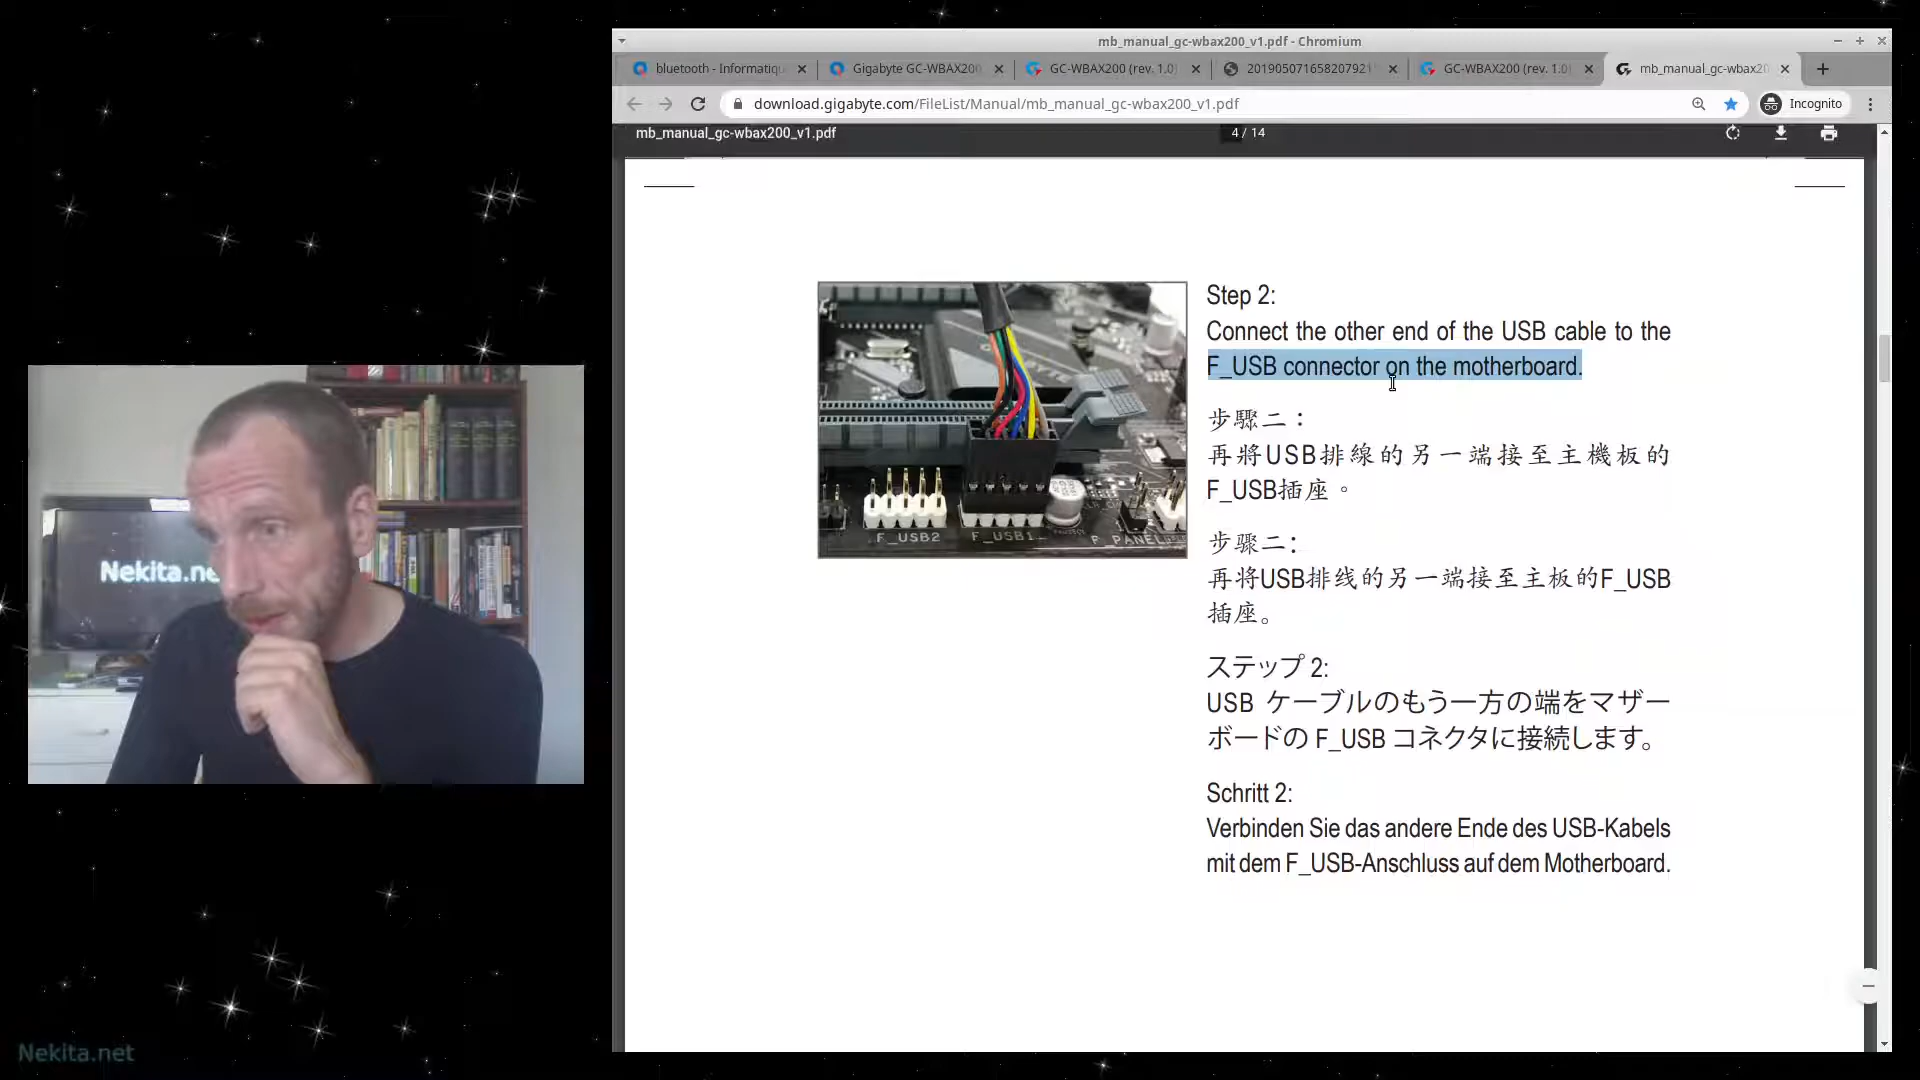 mb_manual_gc-wbax200_v1.pdf - Chromium
bluetooth - Informatiqu
Gigabyte GC-WBAX200
GC-WBAX200 (rev. 1.0)
2019050716582079​21
GC-WBAX200 (rev. 1.0)
mb_manual_gc-wbax20
download.gigabyte.com/FileList/Manual/mb_manual_gc-wbax200_v1.pdf
Incognito
mb_manual_gc-wbax200_v1.pdf
4 / 14
Step 2:
Connect the other end of the USB cable to the
F_USB connector on the motherboard.
步驟二：
再將USB排線的另一端接至主機板的
F_USB插座。
步骤二：
再将USB排线的另一端接至主板的F_USB
插座。
ステップ 2:
USB ケーブルのもう一方の端をマザー
ボードの F_USB コネクタに接続します。
Schritt 2:
Verbinden Sie das andere Ende des USB-Kabels
mit dem F_USB-Anschluss auf dem Motherboard.
F_USB2
F_USB1
F_PANEL
Nekita.ne
Nekita.net